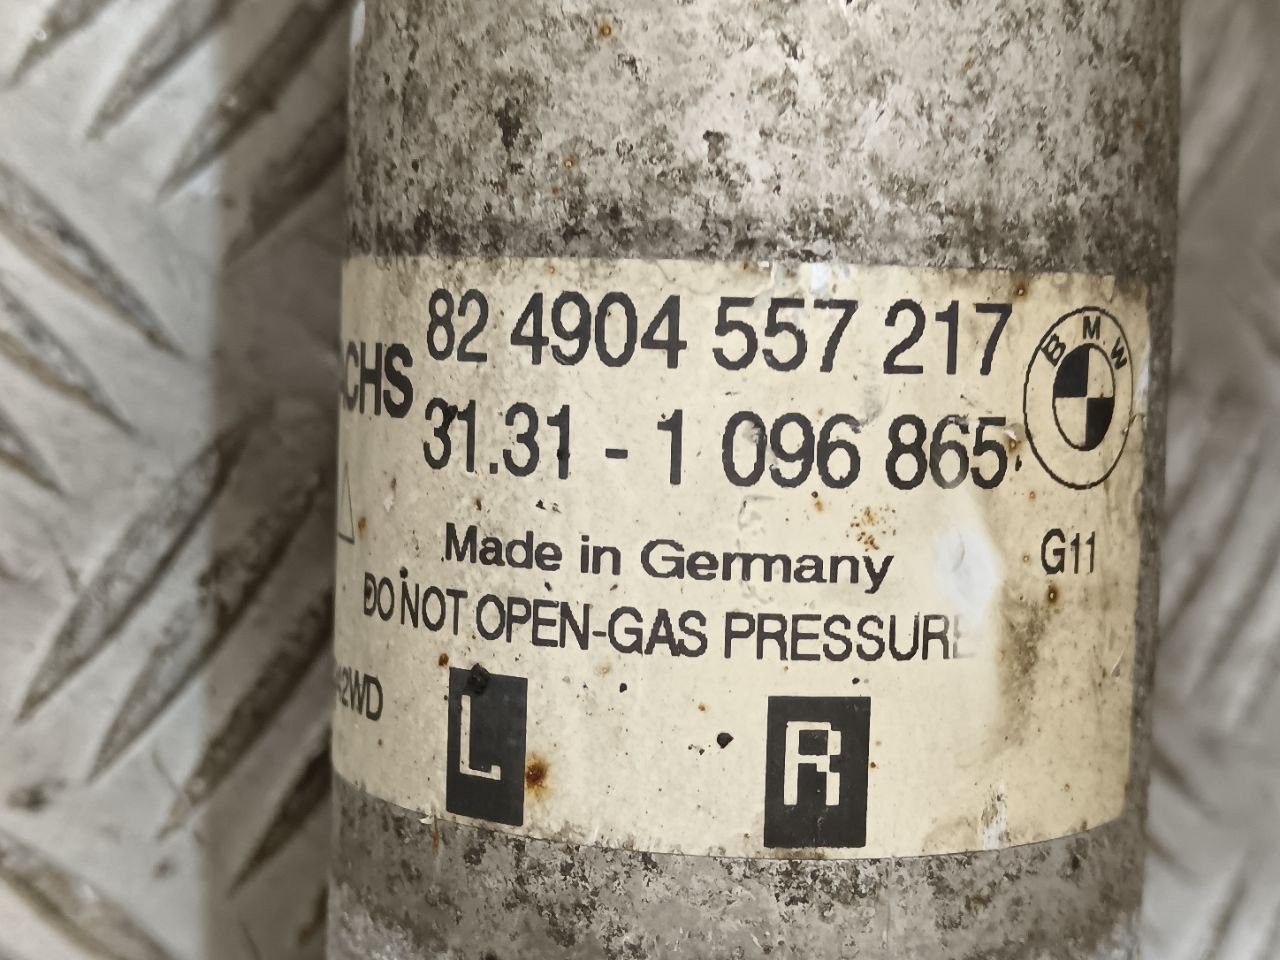 82 4904 557 217
CHS
31.31 - 1 096 865
BMW
Made in Germany
G11
DO NOT OPEN-GAS PRESSURE
2WD
L R